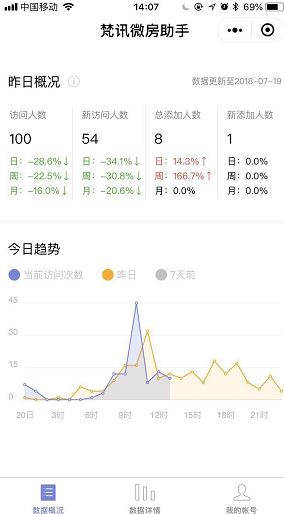 中国移动 14:07 69%
梵讯微房助手
昨日概况 数据更新至2018-07-19
访问人数 新访问人数 总添加人数 新添加人数
100 54 8 1
日: -28.6%↓ 日: -34.1%↓ 日: 14.3%↑ 日: 0.0%
周: -22.5%↓ 周: -30.8%↓ 周: 166.7%↑ 周: 0.0%
月: -16.0%↓ 月: -20.6%↓ 月: 0.0% 月: 0.0%
今日趋势
当前访问次数 昨日 7天前
45
30
15
0
20日 3时 6时 9时 12时 15时 18时 21时
数据概况 数据详情 我的帐号